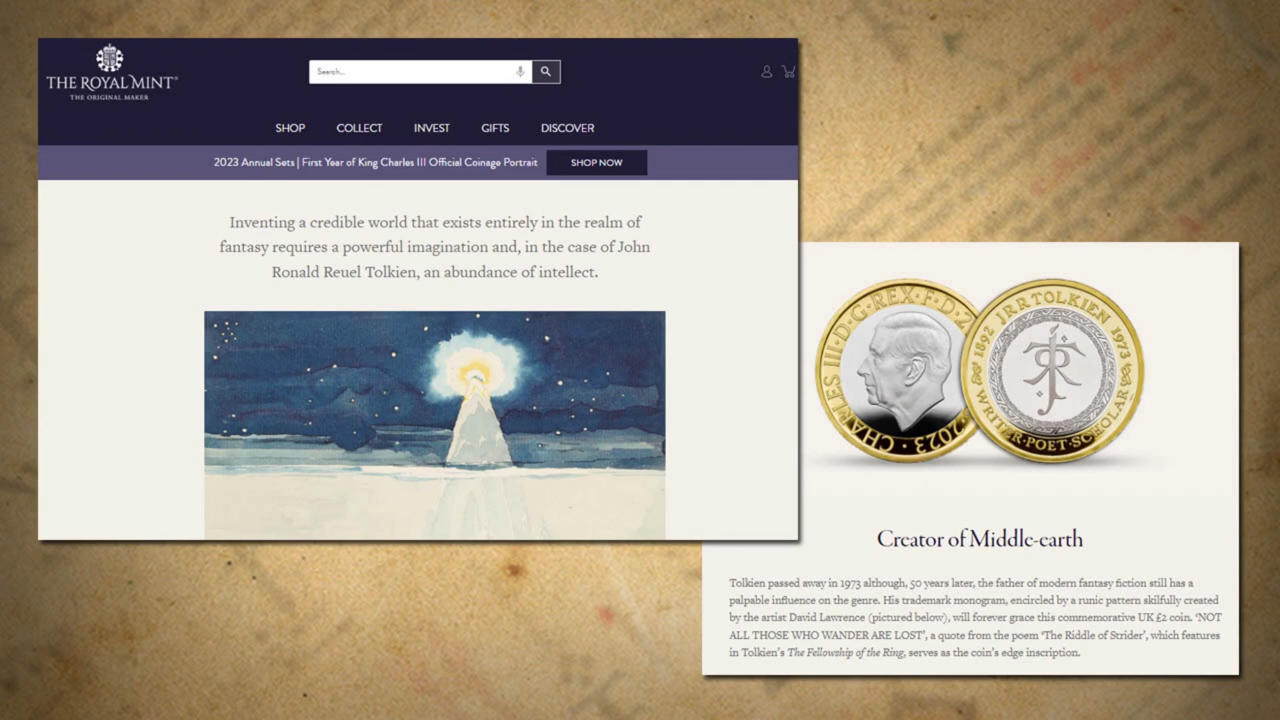 THE ROYAL MINT®
THE ORIGINAL MAKER
Search...
SHOP COLLECT INVEST GIFTS DISCOVER
2023 Annual Sets | First Year of King Charles III Official Coinage Portrait SHOP NOW
Inventing a credible world that exists entirely in the realm of
fantasy requires a powerful imagination and, in the case of John
Ronald Reuel Tolkien, an abundance of intellect.
CHARLES III·D·G·REX·F·D·2
·2023
JRR TOLKIEN
1892 1973
WRITER·POET·SCHOLAR
Creator of Middle-earth
Tolkien passed away in 1973 although, 50 years later, the father of modern fantasy fiction still has a
palpable influence on the genre. His trademark monogram, encircled by a runic pattern skilfully created
by the artist David Lawrence (pictured below), will forever grace this commemorative UK £2 coin. ‘NOT
ALL THOSE WHO WANDER ARE LOST’, a quote from the poem ‘The Riddle of Strider’, which features
in Tolkien’s The Fellowship of the Ring, serves as the coin’s edge inscription.